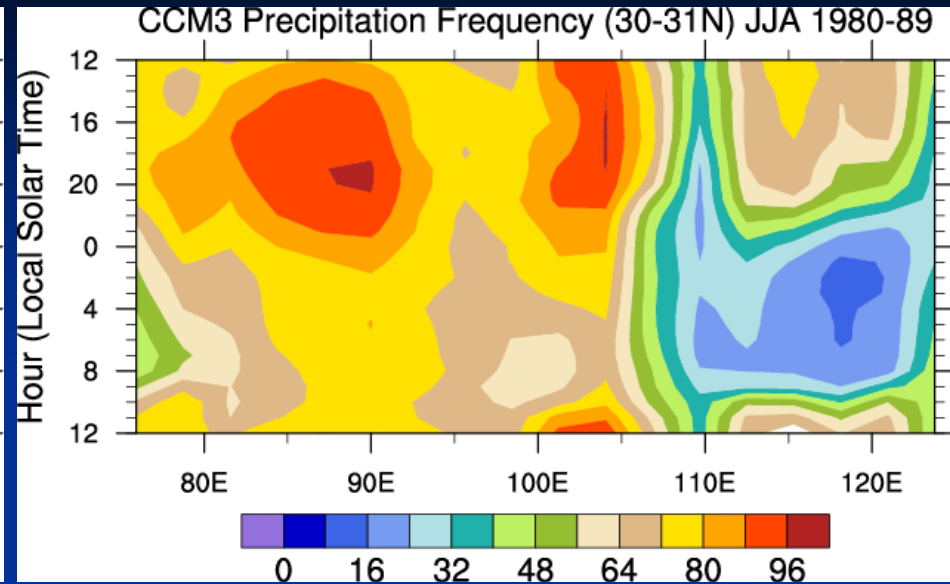 CCM3 Precipitation Frequency (30-31N) JJA 1980-89
Hour (Local Solar Time)
12
16
20
0
4
8
12
80E 90E 100E 110E 120E
0 16 32 48 64 80 96